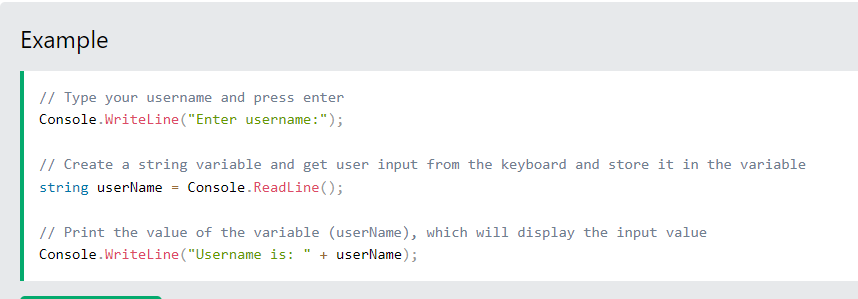 Example
// Type your username and press enter
Console.WriteLine("Enter username:");
// Create a string variable and get user input from the keyboard and store it in the variable
string userName = Console.ReadLine();
// Print the value of the variable (userName), which will display the input value
Console.WriteLine("Username is: " + userName);